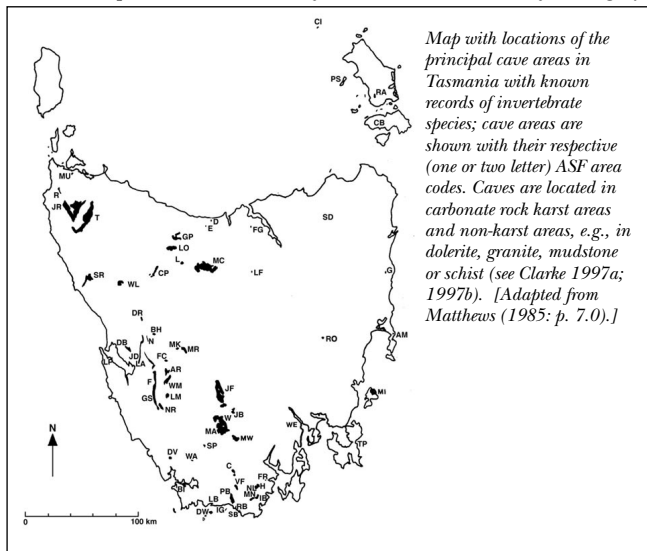 Map with locations of the
principal cave areas in
Tasmania with known
records of invertebrate
species; cave areas are
shown with their respective
(one or two letter) ASF area
codes. Caves are located in
carbonate rock karst areas
and non-karst areas, e.g., in
dolerite, granite, mudstone
or schist (see Clarke 1997a;
1997b). [Adapted from
Matthews (1985: p. 7.0).]
CI
PS
RA
CB
MU
R
JR
T
D
E
FG
SD
GP
LO
L
CP
MC
LF
G
SR
WL
DR
BH
N
DB
MK
MR
RO
AM
JD
LA
FC
AR
F
WM
LM
GS
NR
JF
MI
JB
W
MA
MW
WE
TP
SP
DV
WA
C
BI
VF
FR
H
NL
PB
MN
IB
LB
RB
DW
IG
SB
N
0
100 km